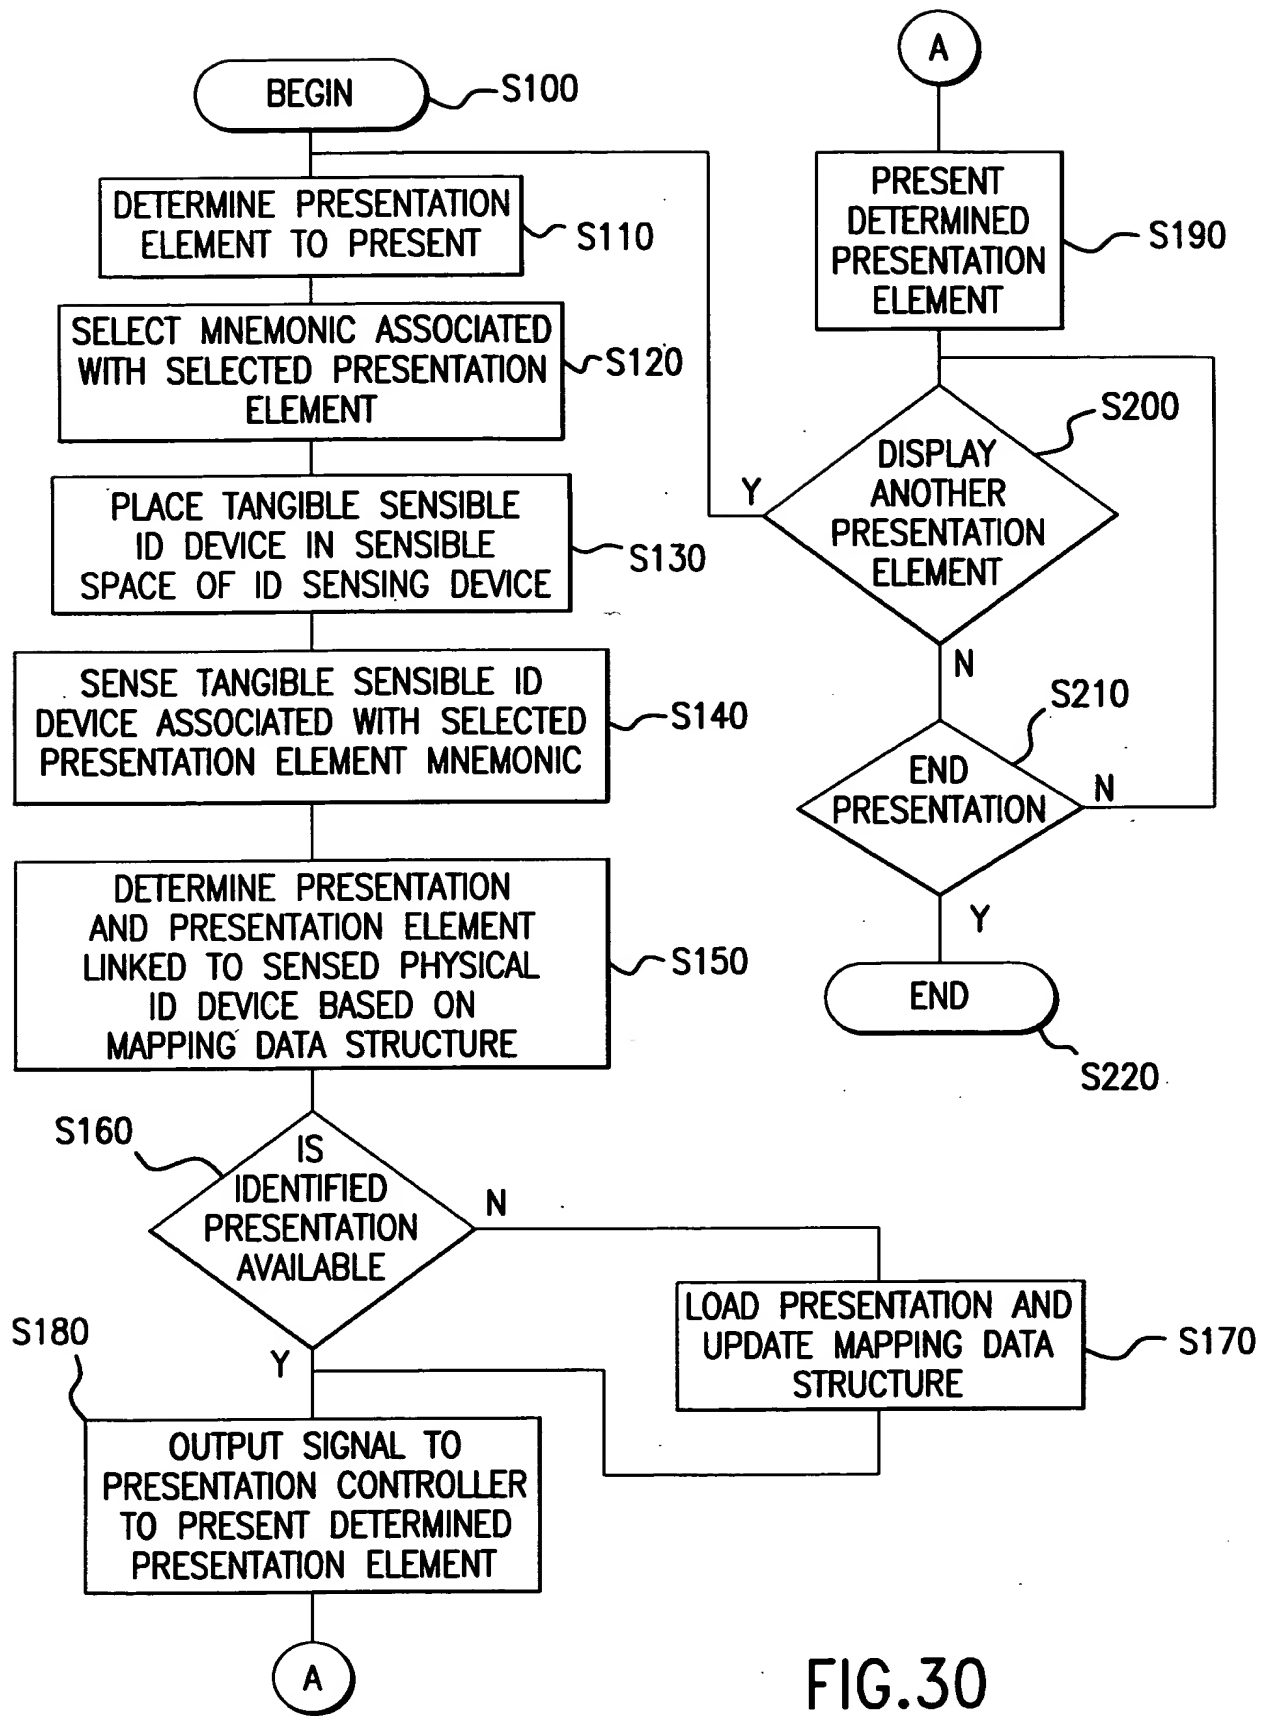 BEGIN
S100
DETERMINE PRESENTATION
ELEMENT TO PRESENT
S110
SELECT MNEMONIC ASSOCIATED
WITH SELECTED PRESENTATION
ELEMENT
S120
PLACE TANGIBLE SENSIBLE
ID DEVICE IN SENSIBLE
SPACE OF ID SENSING DEVICE
S130
SENSE TANGIBLE SENSIBLE ID
DEVICE ASSOCIATED WITH SELECTED
PRESENTATION ELEMENT MNEMONIC
S140
DETERMINE PRESENTATION
AND PRESENTATION ELEMENT
LINKED TO SENSED PHYSICAL
ID DEVICE BASED ON
MAPPING DATA STRUCTURE
S150
S160
IS
IDENTIFIED
PRESENTATION
AVAILABLE
N
Y
LOAD PRESENTATION AND
UPDATE MAPPING DATA
STRUCTURE
S170
S180
OUTPUT SIGNAL TO
PRESENTATION CONTROLLER
TO PRESENT DETERMINED
PRESENTATION ELEMENT
A
A
PRESENT
DETERMINED
PRESENTATION
ELEMENT
S190
S200
DISPLAY
ANOTHER
PRESENTATION
ELEMENT
Y
N
S210
END
PRESENTATION
N
Y
END
S220
FIG.30